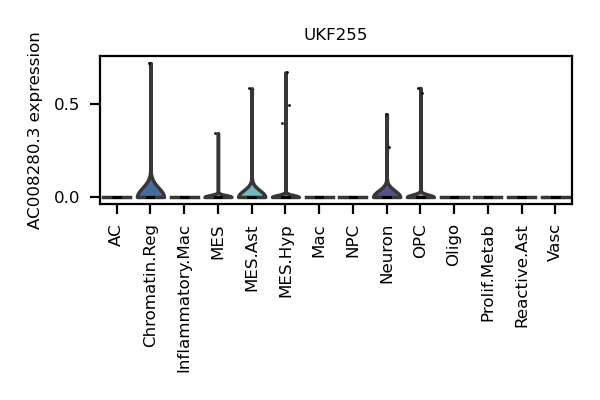 UKF255
AC008280.3 expression
0.5
0.0
AC
Chromatin.Reg
Inflammatory.Mac
MES
MES.Ast
MES.Hyp
Mac
NPC
Neuron
OPC
Oligo
Prolif.Metab
Reactive.Ast
Vasc